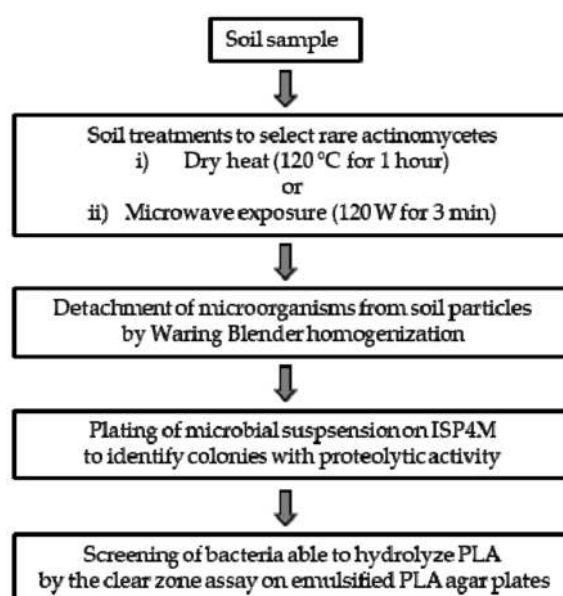 Soil sample
Soil treatments to select rare actinomycetes
i) Dry heat (120 °C for 1 hour)
or
ii) Microwave exposure (120 W for 3 min)
Detachment of microorganisms from soil particles
by Waring Blender homogenization
Plating of microbial suspsension on ISP4M
to identify colonies with proteolytic activity
Screening of bacteria able to hydrolyze PLA
by the clear zone assay on emulsified PLA agar plates